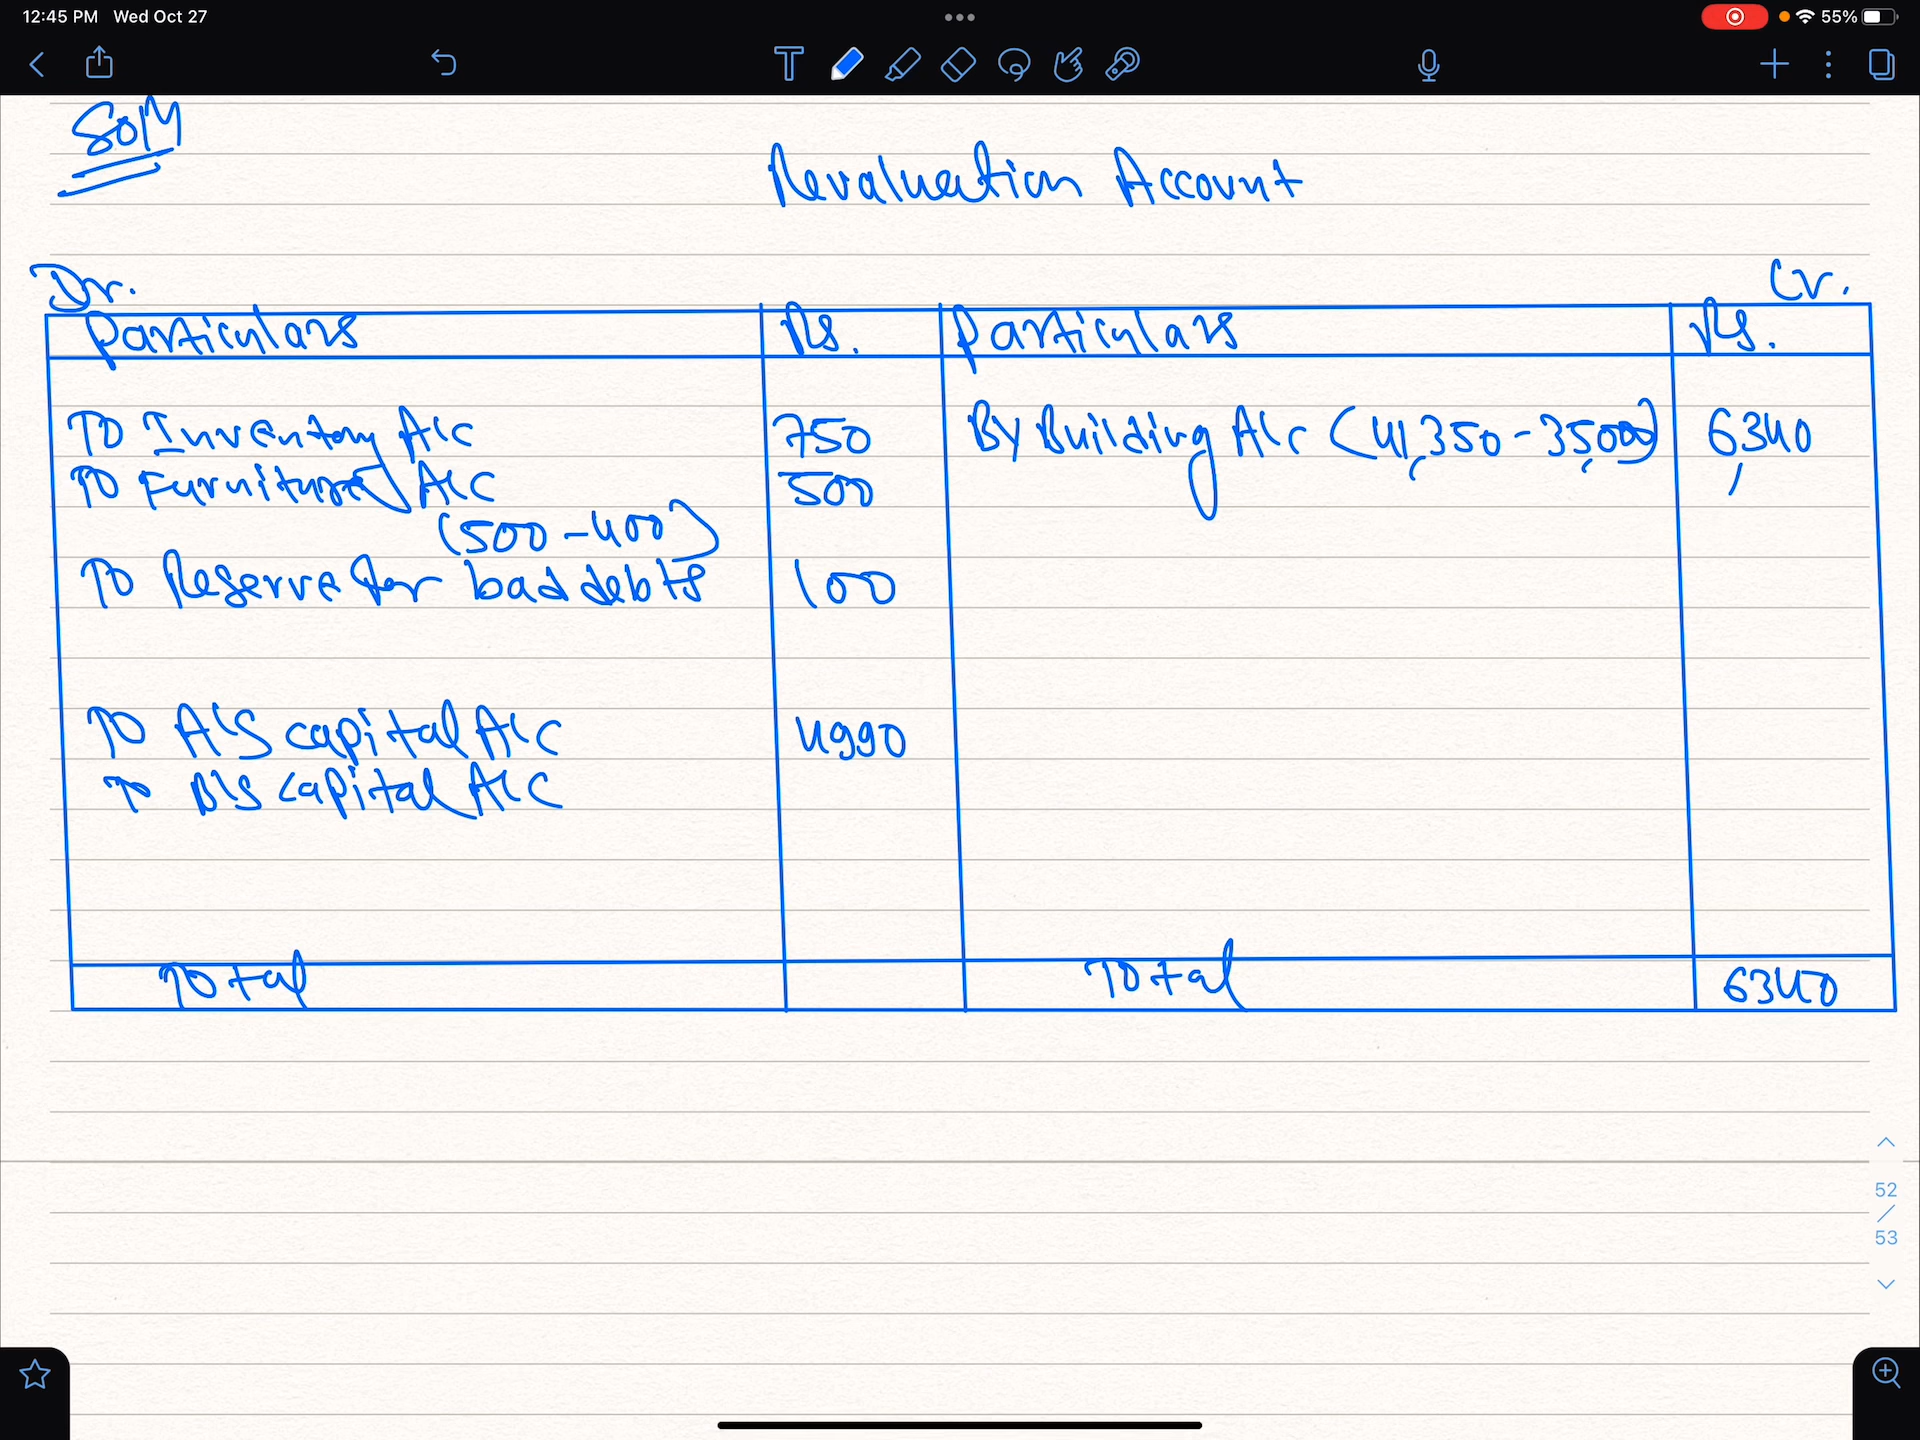 12:45 PM Wed Oct 27
55%
Soln
Revaluation Account
Dr.
Cr.
Particulars Rs. Particulars Rs.
To Inventory A/c 750 By Building A/c (41,350-35,000) 6340
To Furniture A/c 500
(500-400)
To Reserve for bad debts 100
To A's capital A/c 4990
To B's capital A/c
Total Total 6340
52
/
53